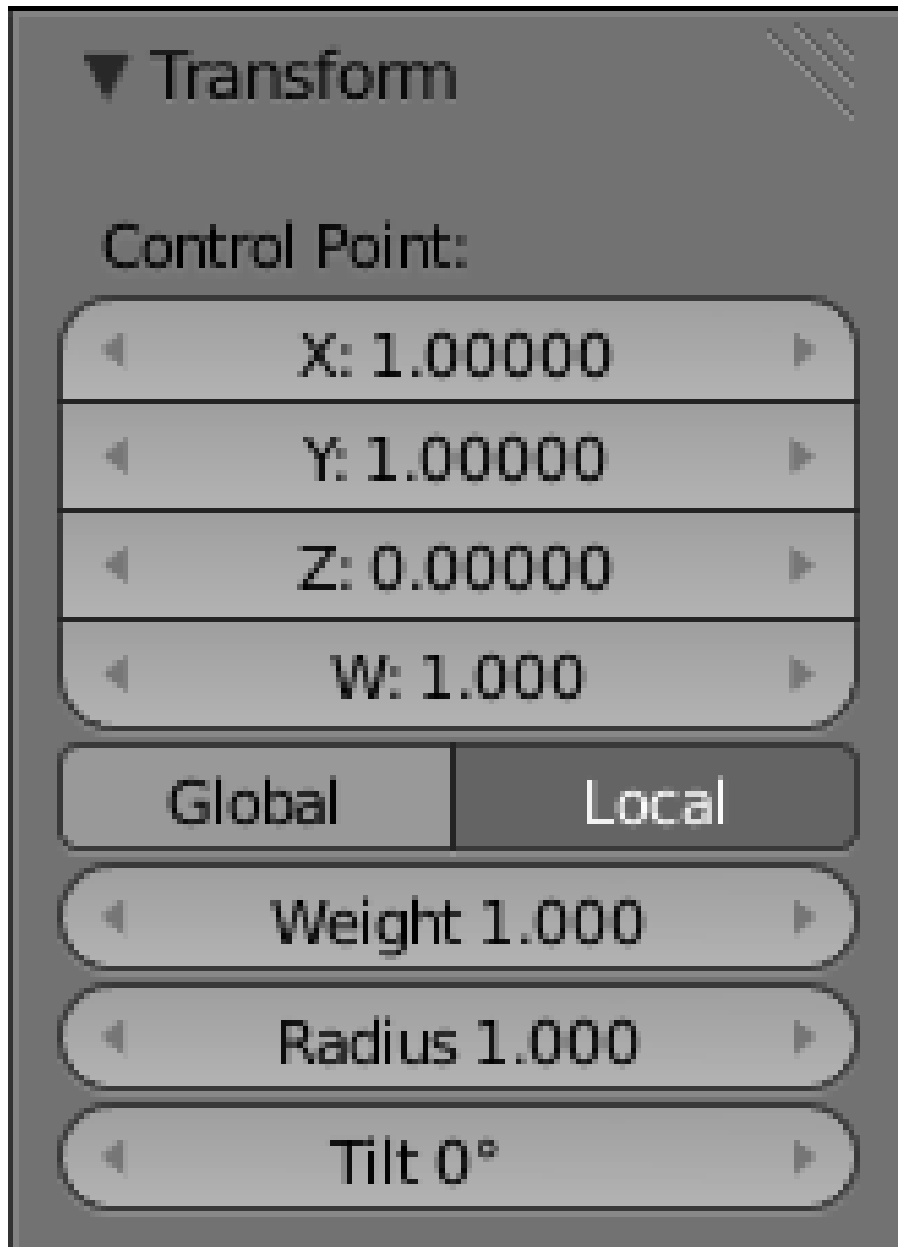 Transform
Control Point:
X: 1.00000
Y: 1.00000
Z: 0.00000
W: 1.000
Global Local
Weight 1.000
Radius 1.000
Tilt 0°